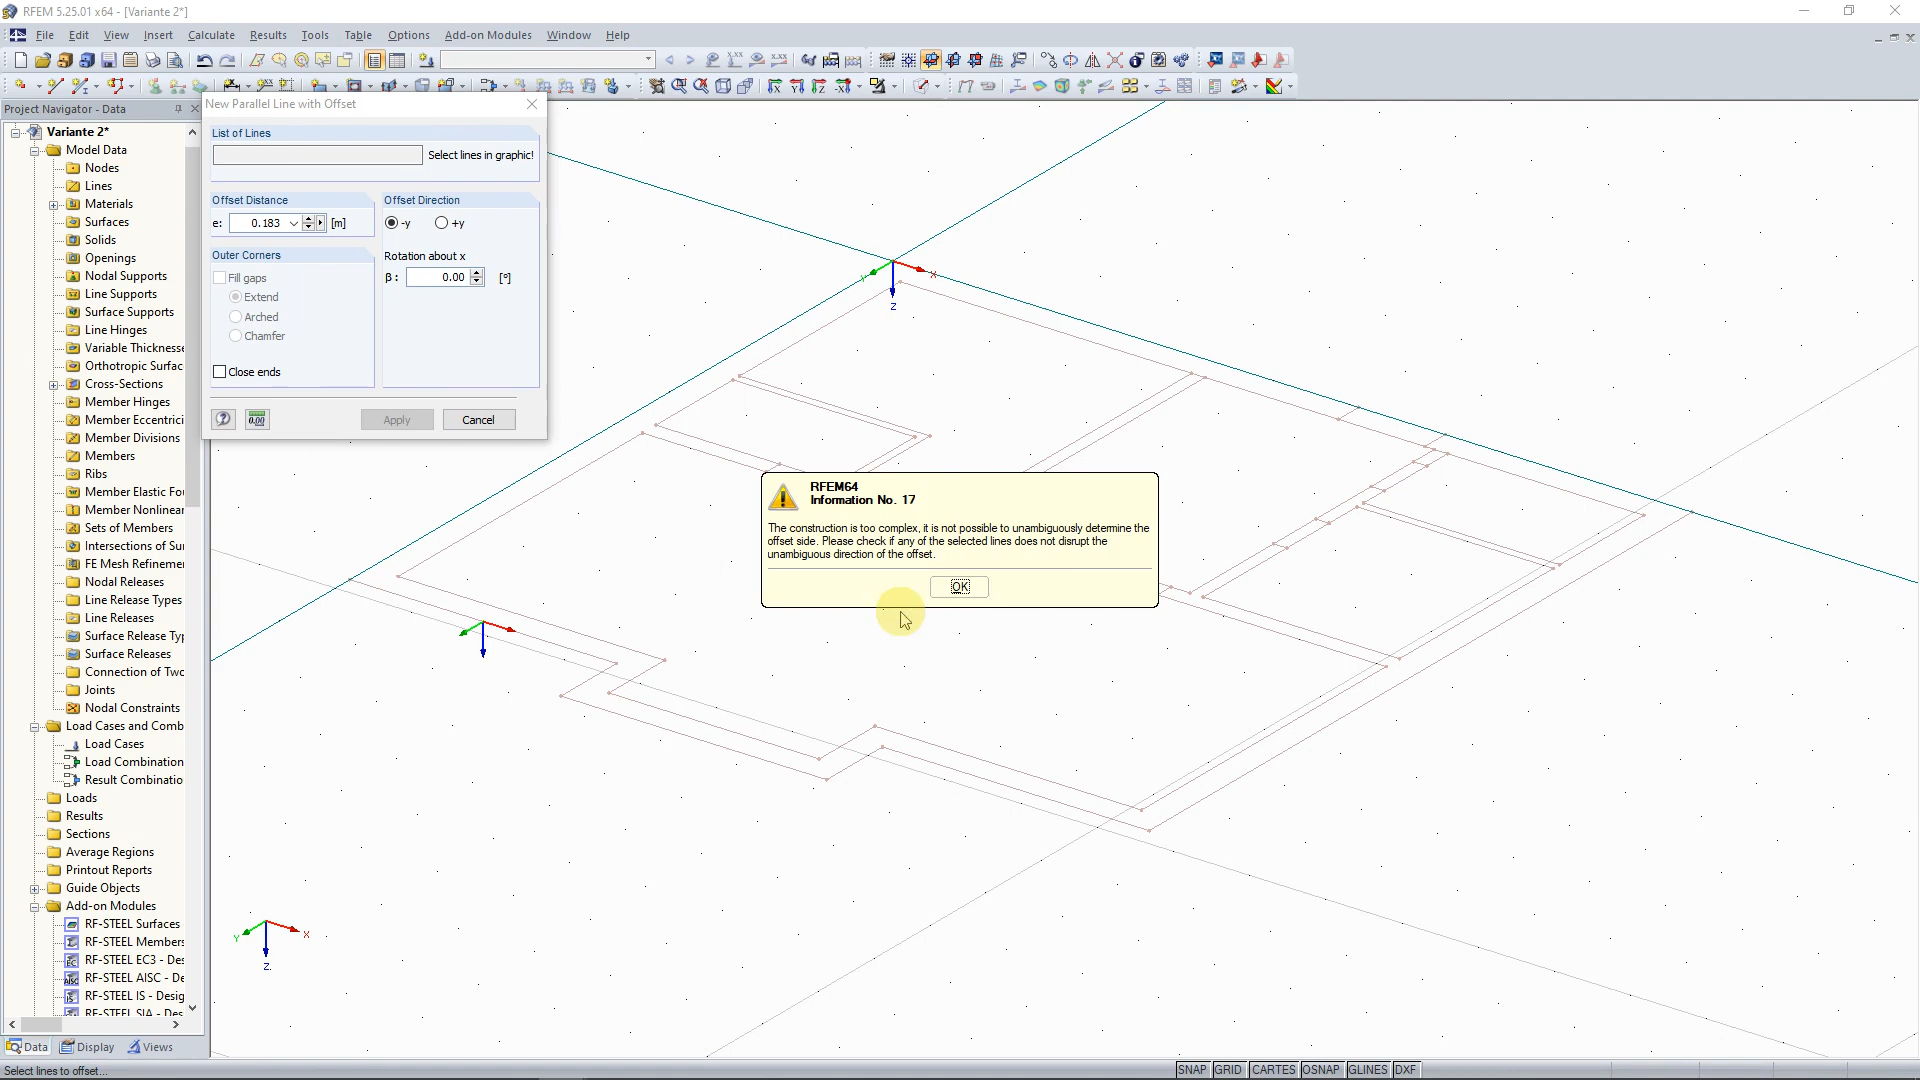 RFEM 5.25.01 x64 - [Variante 2*]
File Edit View Insert Calculate Results Tools Table Options Add-on Modules Window Help
Project Navigator - Data
Variante 2*
Model Data
Nodes
Lines
Materials
Surfaces
Solids
Openings
Nodal Supports
Line Supports
Surface Supports
Line Hinges
Variable Thicknesse
Orthotropic Surfac
Cross-Sections
Member Hinges
Member Eccentrici
Member Divisions
Members
Ribs
Member Elastic Fou
Member Nonlinear
Sets of Members
Intersections of Su
FE Mesh Refineme
Nodal Releases
Line Release Types
Line Releases
Surface Release Typ
Surface Releases
Connection of Two
Joints
Nodal Constraints
Load Cases and Comb
Load Cases
Load Combination
Result Combinatio
Loads
Results
Sections
Average Regions
Printout Reports
Guide Objects
Add-on Modules
RF-STEEL Surfaces
RF-STEEL Members
RF-STEEL EC3 - Des
RF-STEEL AISC - De
RF-STEEL IS - Desig
RF-STEEL SIA - Des
Data Display Views
New Parallel Line with Offset
List of Lines
Select lines in graphic!
Offset Distance
e: 0.183 [m]
Offset Direction
-y +y
Rotation about x
β: 0.00 [°]
Outer Corners
Fill gaps
Extend
Arched
Chamfer
Close ends
0.00
Apply Cancel
X
Y
Z
RFEM64
Information No. 17
The construction is too complex, it is not possible to unambiguously determine the
offset side. Please check if any of the selected lines does not disrupt the
unambiguous direction of the offset.
OK
X
Y
Z
Select lines to offset...
SNAP GRID CARTES OSNAP GLINES DXF